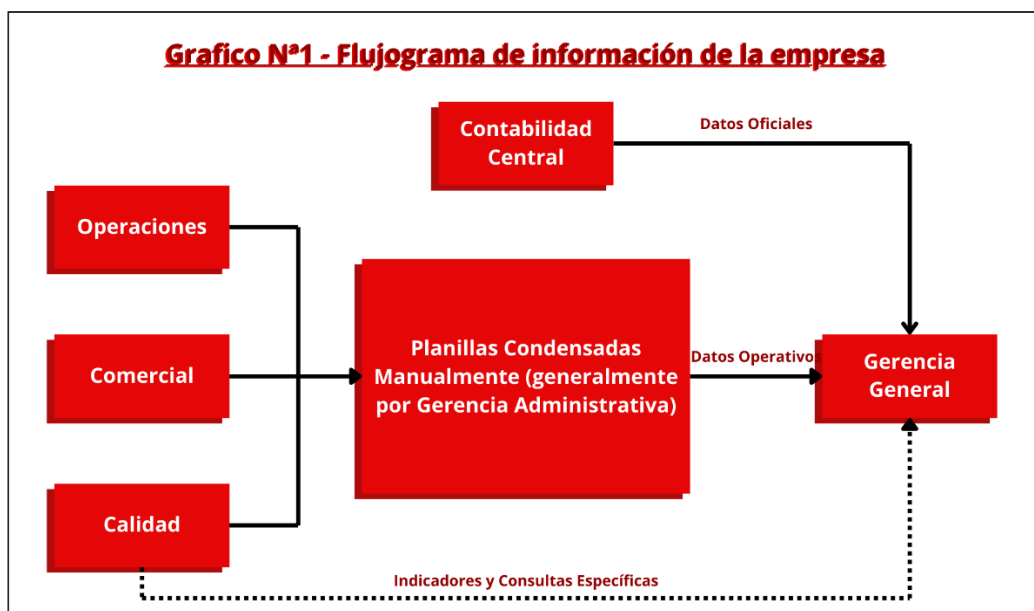 Grafico Nª1 - Flujograma de información de la empresa
Contabilidad
Central
Datos Oficiales
Operaciones
Comercial
Planillas Condensadas
Manualmente (generalmente
por Gerencia Administrativa)
Datos Operativos
Gerencia
General
Calidad
Indicadores y Consultas Específicas